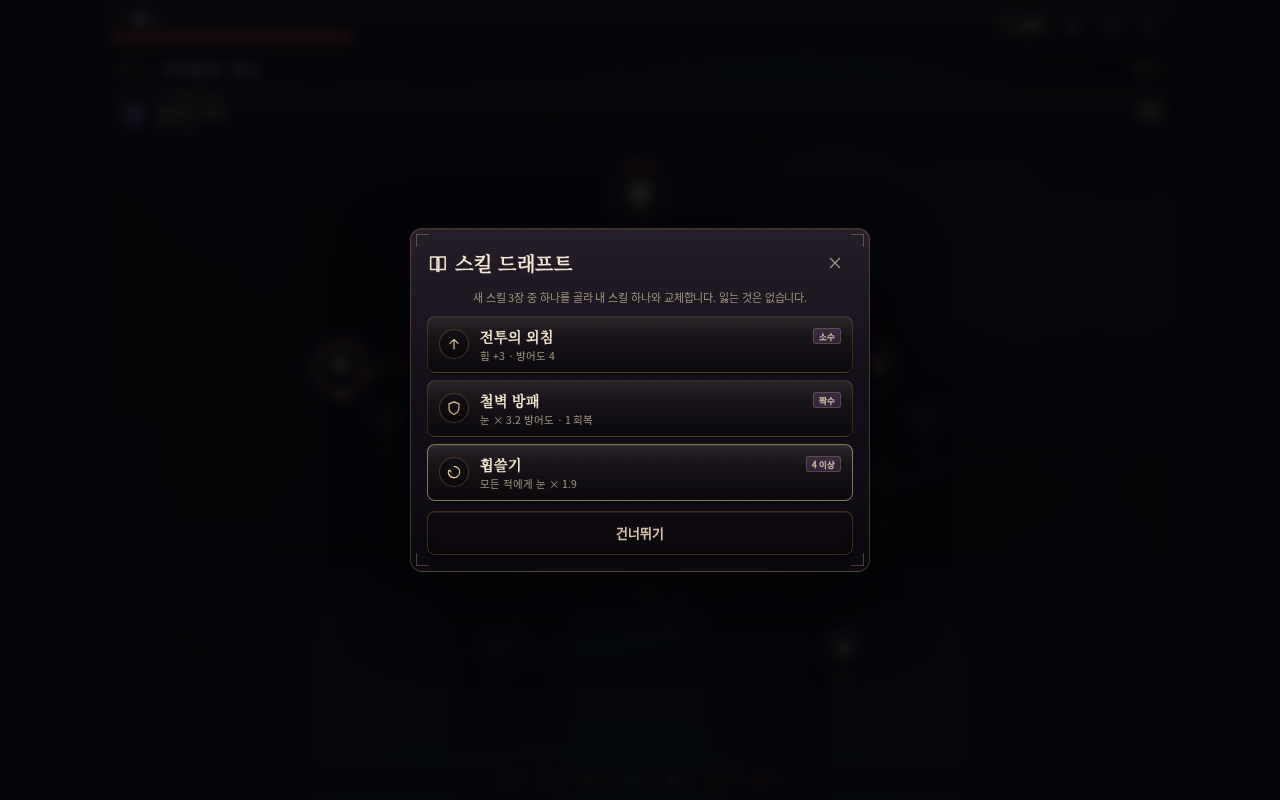 스킬 드래프트
새 스킬 3장 중 하나를 골라 내 스킬 하나와 교체합니다. 잃는 것은 없습니다.
전투의 외침
소수
힘 +3 · 방어도 4
철벽 방패
짝수
눈 × 3.2 방어도 · 1 회복
휩쓸기
4 이상
모든 적에게 눈 × 1.9
건너뛰기